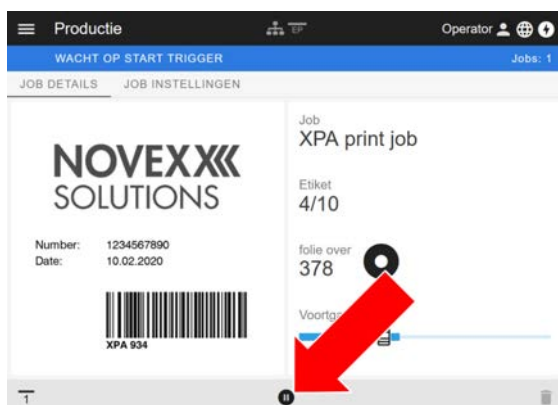 Productie
EP
Operator
WACHT OP START TRIGGER
Jobs: 1
JOB DETAILS
JOB INSTELLINGEN
NOVEXX
SOLUTIONS
Number: 1234567890
Date: 10.02.2020
XPA 934
Job
XPA print job
Etiket
4/10
folie over
378
1